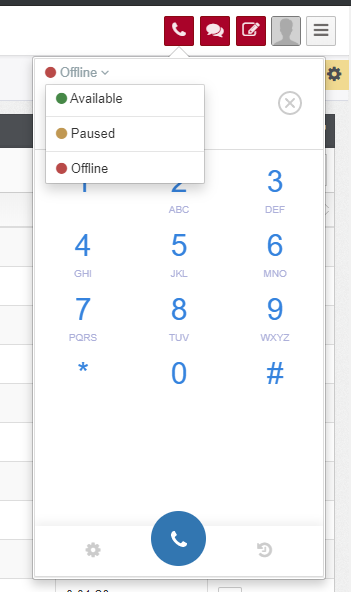 Offline
Available
Paused
Offline
1 2 3
ABC DEF
4 5 6
GHI JKL MNO
7 8 9
PQRS TUV WXYZ
* 0 #